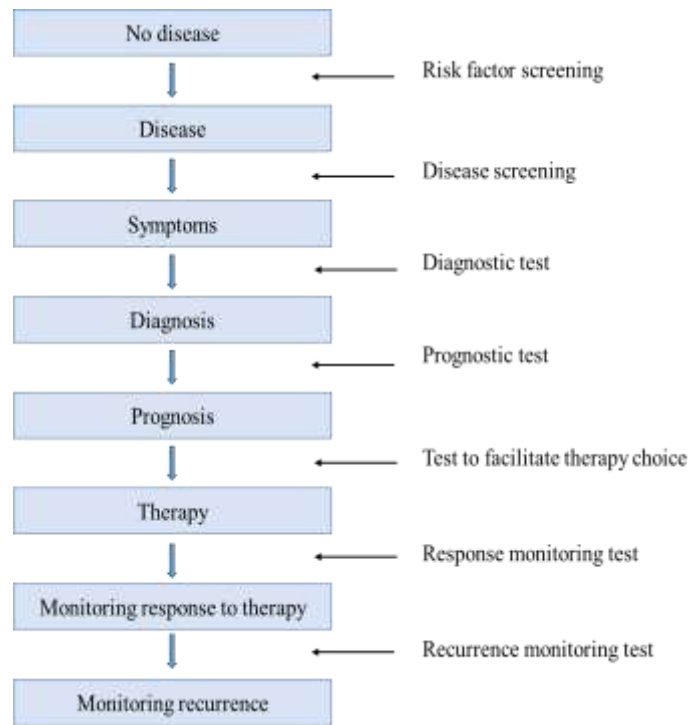 No disease
Risk factor screening
Disease
Disease screening
Symptoms
Diagnostic test
Diagnosis
Prognostic test
Prognosis
Test to facilitate therapy choice
Therapy
Response monitoring test
Monitoring response to therapy
Recurrence monitoring test
Monitoring recurrence